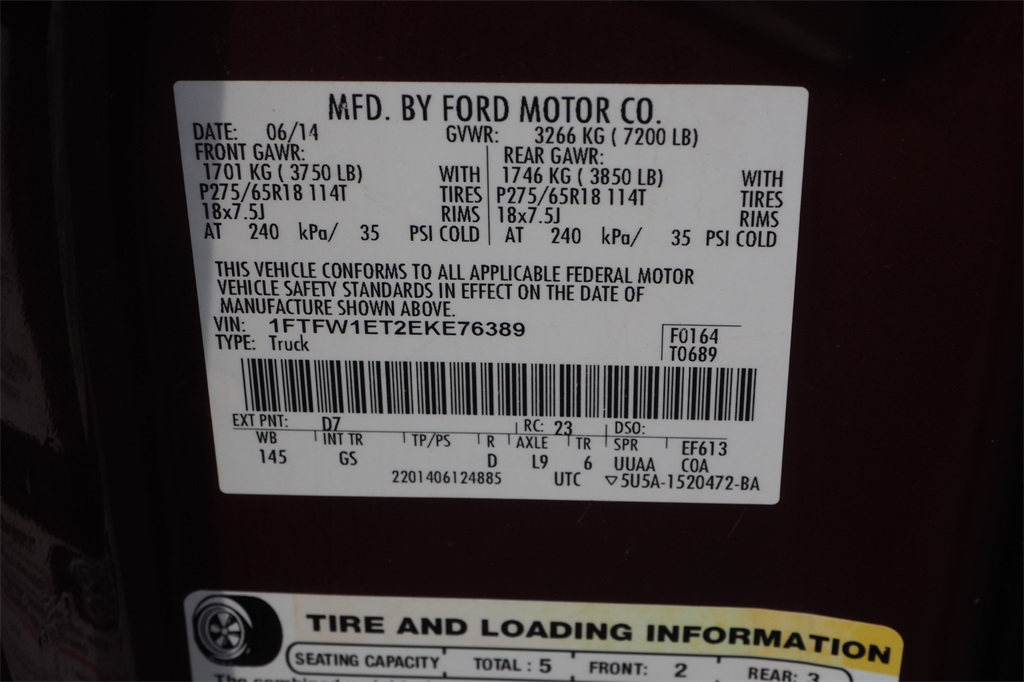 MFD. BY FORD MOTOR CO.
DATE: 06/14 GVWR: 3266 KG ( 7200 LB)
FRONT GAWR: REAR GAWR:
1701 KG ( 3750 LB) WITH 1746 KG ( 3850 LB) WITH
P275/65R18 114T TIRES P275/65R18 114T TIRES
18x7.5J RIMS 18x7.5J RIMS
AT 240 kPa/ 35 PSI COLD AT 240 kPa/ 35 PSI COLD
THIS VEHICLE CONFORMS TO ALL APPLICABLE FEDERAL MOTOR
VEHICLE SAFETY STANDARDS IN EFFECT ON THE DATE OF
MANUFACTURE SHOWN ABOVE.
VIN: 1FTFW1ET2EKE76389
TYPE: Truck
F0164
T0689
EXT PNT: D7 RC: 23 DSO:
WB INT TR TP/PS R AXLE TR SPR EF613
145 GS D L9 6 UUAA COA
2201406124885 UTC ▽5U5A-1520472-BA
TIRE AND LOADING INFORMATION
SEATING CAPACITY TOTAL : 5 FRONT: 2 REAR: 3